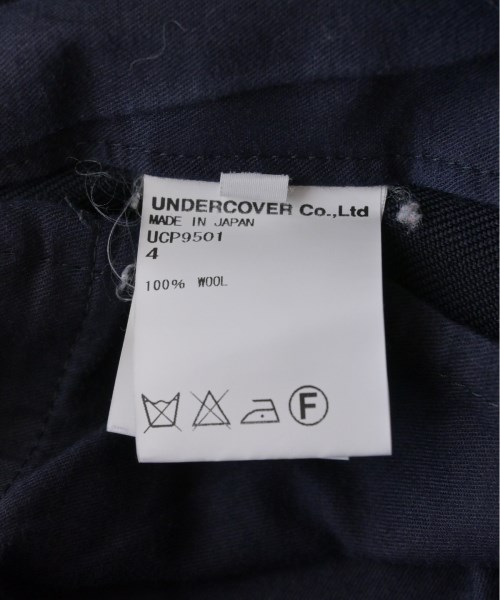 UNDERCOVER Co.,Ltd
MADE IN JAPAN
UCP9501
4
100% WOOL
F